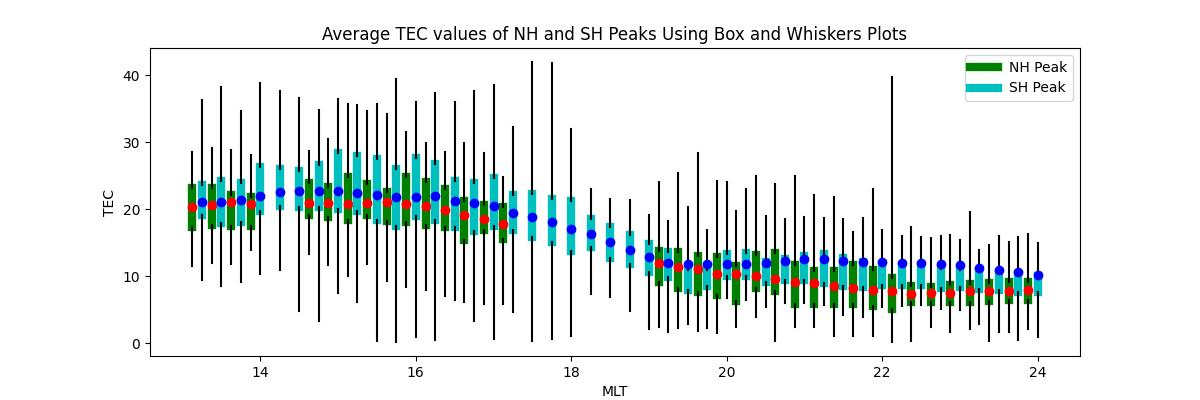 Average TEC values of NH and SH Peaks Using Box and Whiskers Plots
NH Peak
SH Peak
TEC
40
30
20
10
0
14 16 18 20 22 24
MLT